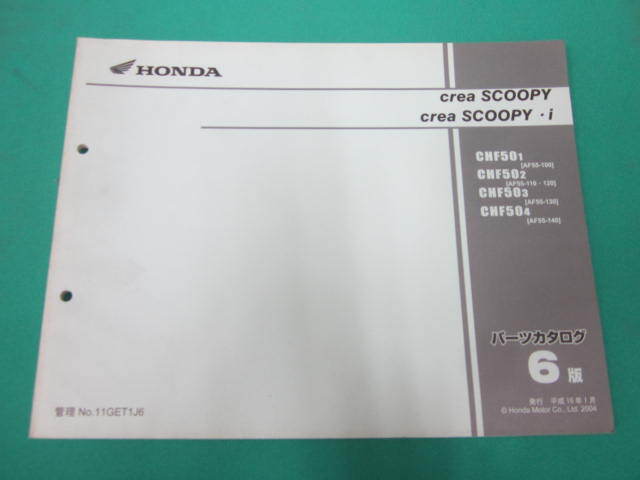 HONDA
crea SCOOPY
crea SCOOPY・i
CHF501
[AF55-100]
CHF502
[AF55-110・120]
CHF503
[AF55-130]
CHF504
[AF55-140]
パーツカタログ
6版
発行 平成16年1月
© Honda Motor Co., Ltd. 2004
管理 No.11GET1J6